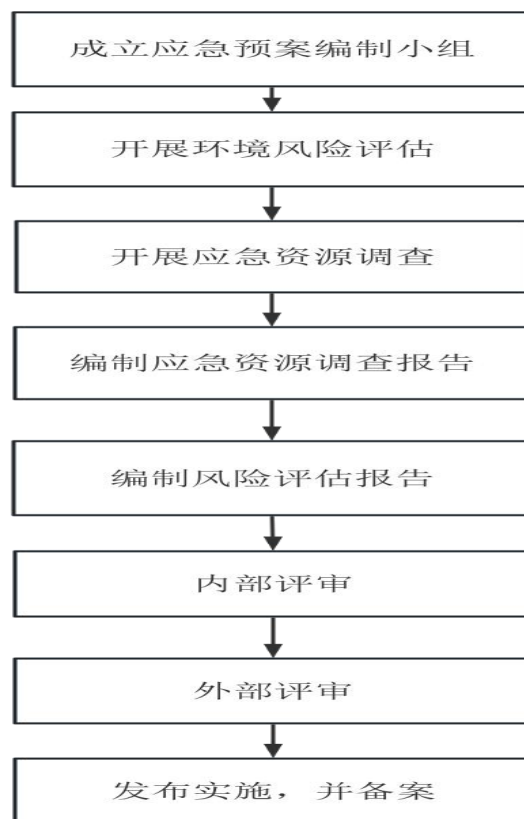 成立应急预案编制小组
开展环境风险评估
开展应急资源调查
编制应急资源调查报告
编制风险评估报告
内部评审
外部评审
发布实施，并备案